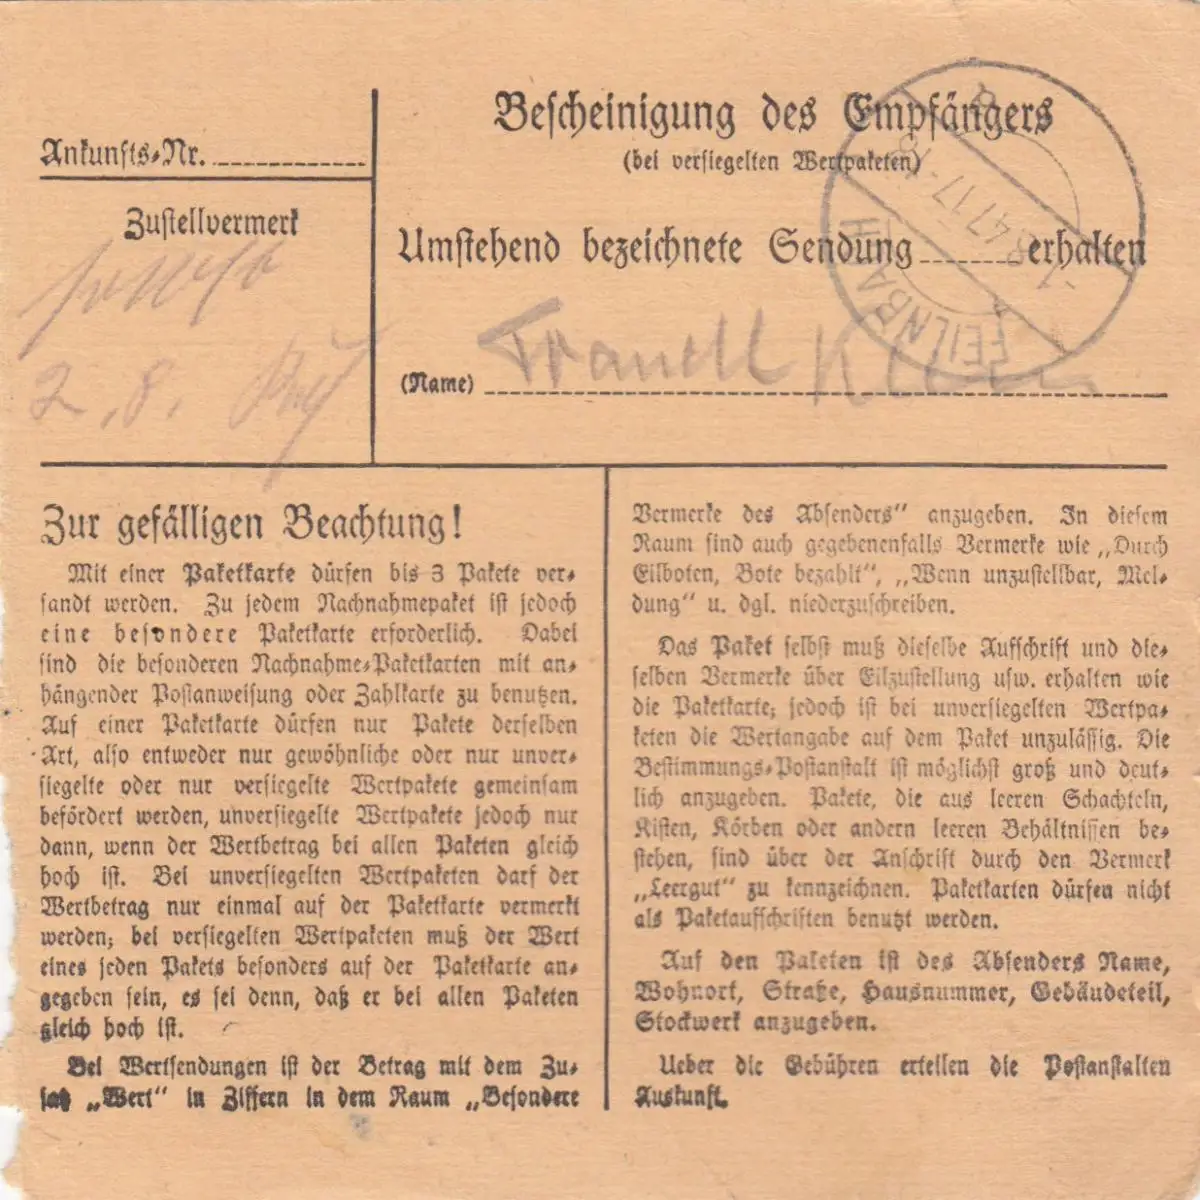 Ankunfts-Nr.
Zustellvermerk
2. 8.
Bescheinigung des Empfängers
(bei versiegelten Wertpaketen)
Umstehend bezeichnete Sendung erhalten
(Name)
FEILNBACH
47 17-
Zur gefälligen Beachtung!
Mit einer Paketkarte dürfen bis 3 Pakete ver-
sandt werden. Zu jedem Nachnahmepaket ist jedoch
eine besondere Paketkarte erforderlich. Dabei
sind die besonderen Nachnahme-Paketkarten mit an-
hängender Postanweisung oder Zahlkarte zu benutzen.
Auf einer Paketkarte dürfen nur Pakete derselben
Art, also entweder nur gewöhnliche oder nur unver-
siegelte oder nur versiegelte Wertpakete gemeinsam
befördert werden, unversiegelte Wertpakete jedoch nur
dann, wenn der Wertbetrag bei allen Paketen gleich
hoch ist. Bei unversiegelten Wertpaketen darf der
Wertbetrag nur einmal auf der Paketkarte vermerkt
werden; bei versiegelten Wertpaketen muß der Wert
eines jeden Pakets besonders auf der Paketkarte an-
gegeben sein, es sei denn, daß er bei allen Paketen
gleich hoch ist.
Bei Wertsendungen ist der Betrag mit dem Zu-
satz „Wert“ in Ziffern in dem Raum „Besondere
Vermerke des Absenders“ anzugeben. In diesem
Raum sind auch gegebenenfalls Vermerke wie „Durch
Eilboten, Bote bezahlt“, „Wenn unzustellbar, Mel-
dung“ u. dgl. niederzuschreiben.
Das Paket selbst muß dieselbe Aufschrift und die-
selben Vermerke über Eilzustellung usw. erhalten wie
die Paketkarte; jedoch ist bei unversiegelten Wertpa-
keten die Wertangabe auf dem Paket unzulässig. Die
Bestimmungs-Postanstalt ist möglichst groß und deut-
lich anzugeben. Pakete, die aus leeren Schachteln,
Kisten, Körben oder andern leeren Behältnissen be-
stehen, sind über der Anschrift durch den Vermerk
„Leergut“ zu kennzeichnen. Paketkarten dürfen nicht
als Paketaufschriften benutzt werden.
Auf den Paketen ist des Absenders Name,
Wohnort, Straße, Hausnummer, Gebäudeteil,
Stockwerk anzugeben.
Ueber die Gebühren erteilen die Postanstalten
Auskunft.